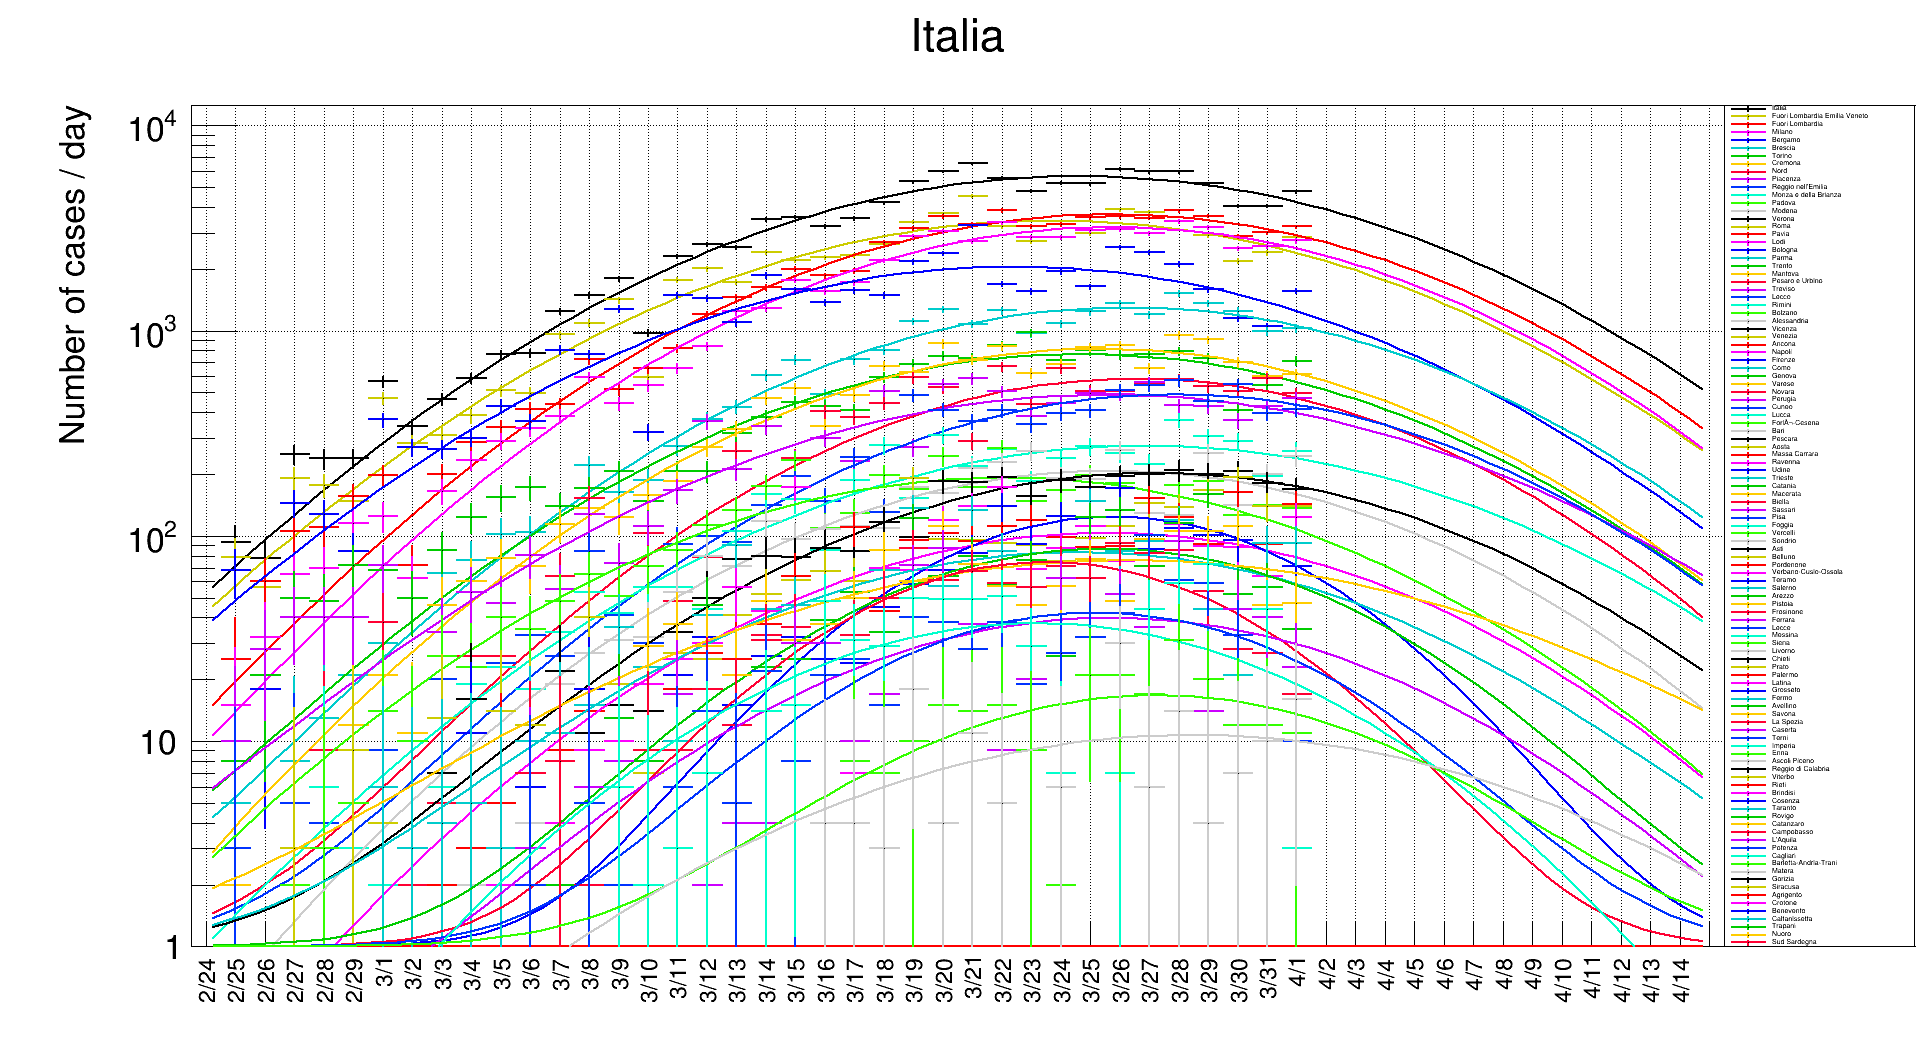 Italia
Number of cases / day
10⁴
10³
10²
10
1
2/24
2/25
2/26
2/27
2/28
2/29
3/1
3/2
3/3
3/4
3/5
3/6
3/7
3/8
3/9
3/10
3/11
3/12
3/13
3/14
3/15
3/16
3/17
3/18
3/19
3/20
3/21
3/22
3/23
3/24
3/25
3/26
3/27
3/28
3/29
3/30
3/31
4/1
4/2
4/3
4/4
4/5
4/6
4/7
4/8
4/9
4/10
4/11
4/12
4/13
4/14
Italia
Fuori Lombardia Emilia Veneto
Fuori Lombardia
Milano
Bergamo
Brescia
Torino
Cremona
Nord
Piacenza
Reggio nell'Emilia
Monza e della Brianza
Padova
Modena
Verona
Roma
Pavia
Lodi
Bologna
Parma
Trento
Mantova
Pesaro e Urbino
Treviso
Lecco
Rimini
Bolzano
Alessandria
Vicenza
Venezia
Ancona
Napoli
Firenze
Como
Genova
Varese
Novara
Perugia
Cuneo
Lucca
ForlÃ¬-Cesena
Bari
Pescara
Aosta
Massa Carrara
Ravenna
Udine
Trieste
Catania
Macerata
Biella
Sassari
Pisa
Foggia
Vercelli
Sondrio
Asti
Belluno
Pordenone
Verbano-Cusio-Ossola
Teramo
Salerno
Arezzo
Pistoia
Frosinone
Ferrara
Lecce
Messina
Siena
Livorno
Chieti
Prato
Palermo
Latina
Grosseto
Fermo
Avellino
Savona
La Spezia
Caserta
Terni
Imperia
Enna
Ascoli Piceno
Reggio di Calabria
Viterbo
Rieti
Brindisi
Cosenza
Taranto
Rovigo
Catanzaro
Campobasso
L'Aquila
Potenza
Cagliari
Barletta-Andria-Trani
Matera
Gorizia
Siracusa
Agrigento
Crotone
Benevento
Caltanissetta
Trapani
Nuoro
Sud Sardegna